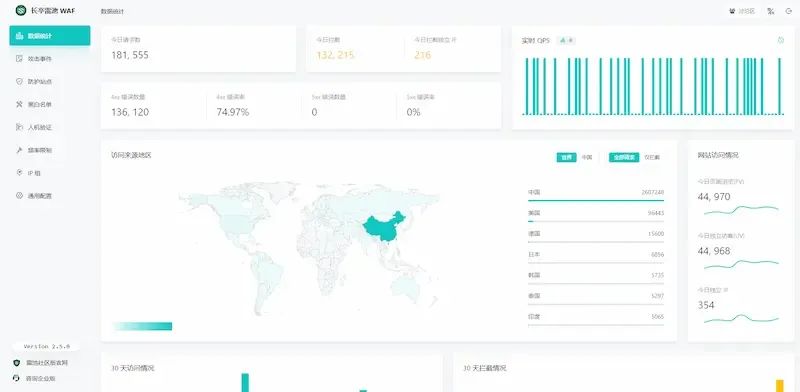 长亭雷池 WAF
数据统计
讨论区
数据统计
攻击事件
防护站点
黑白名单
人机验证
频率限制
IP 组
通用配置
Version 2.5.0
雷池社区版官网
咨询企业版
今日请求数
181, 555
今日拦截
132, 215
今日拦截独立 IP
216
实时 QPS
4xx 错误数量
136, 120
4xx 错误率
74.97%
5xx 错误数量
0
5xx 错误率
0%
访问来源地区
世界
中国
全部请求
仅拦截
中国 2607248
美国 96443
德国 15600
日本 6856
韩国 5735
泰国 5297
印度 5065
网站访问情况
今日页面浏览(PV)
44, 970
今日独立访客(UV)
44, 968
今日独立 IP
354
30 天访问情况
30 天拦截情况